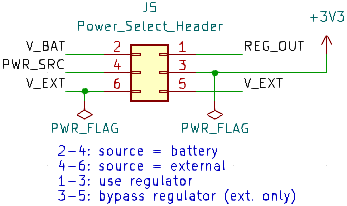 J5
Power_Select_Header
+3V3
V_BAT 2 1 REG_OUT
PWR_SRC 4 3
V_EXT 6 5 V_EXT
PWR_FLAG PWR_FLAG
2-4: source = battery
4-6: source = external
1-3: use regulator
3-5: bypass regulator (ext. only)